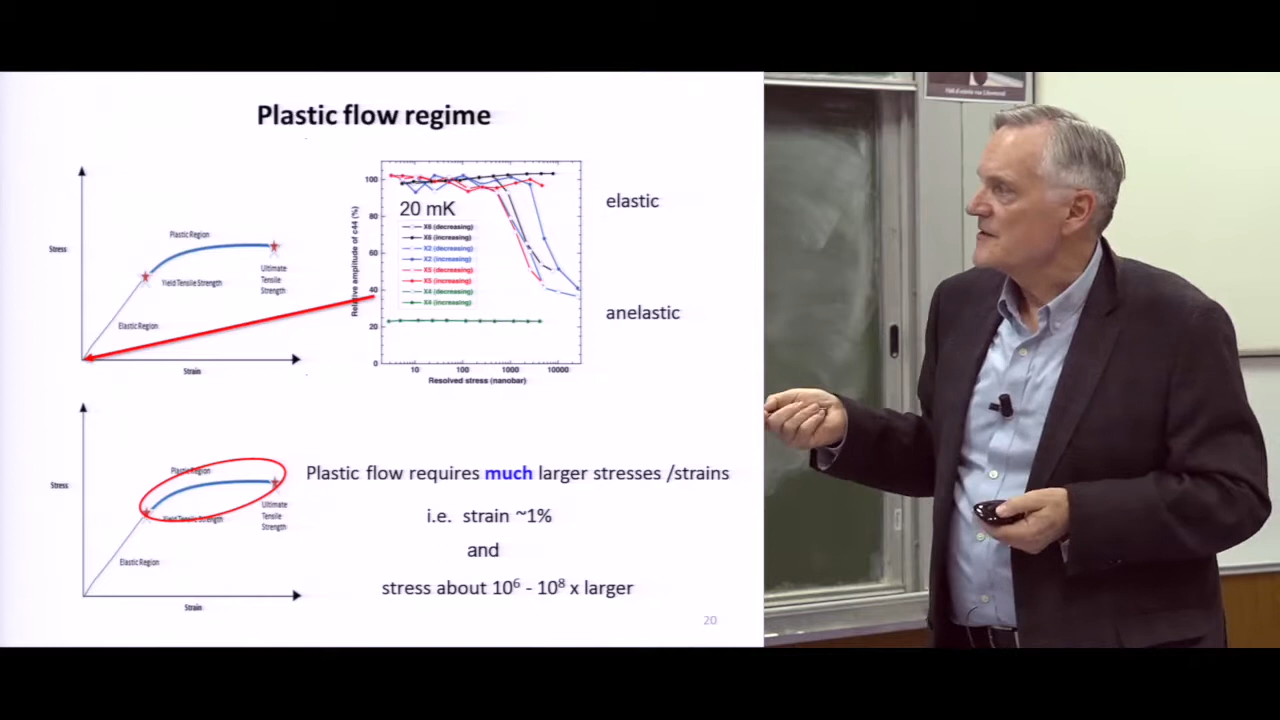 Plastic flow regime
Stress
Plastic Region
Yield Tensile Strength
Ultimate
Tensile
Strength
Elastic Region
Strain
Relative amplitude of c44 (%)
100
80
60
40
20
0
20 mK
X6 (decreasing)
X6 (increasing)
X2 (decreasing)
X2 (increasing)
X5 (decreasing)
X5 (increasing)
X4 (decreasing)
X4 (increasing)
10
100
1000
10000
Resolved stress (nanobar)
elastic
anelastic
Stress
Plastic Region
Yield Tensile Strength
Ultimate
Tensile
Strength
Elastic Region
Strain
Plastic flow requires much larger stresses /strains
i.e. strain ~1%
and
stress about 10⁶ - 10⁸ x larger
20